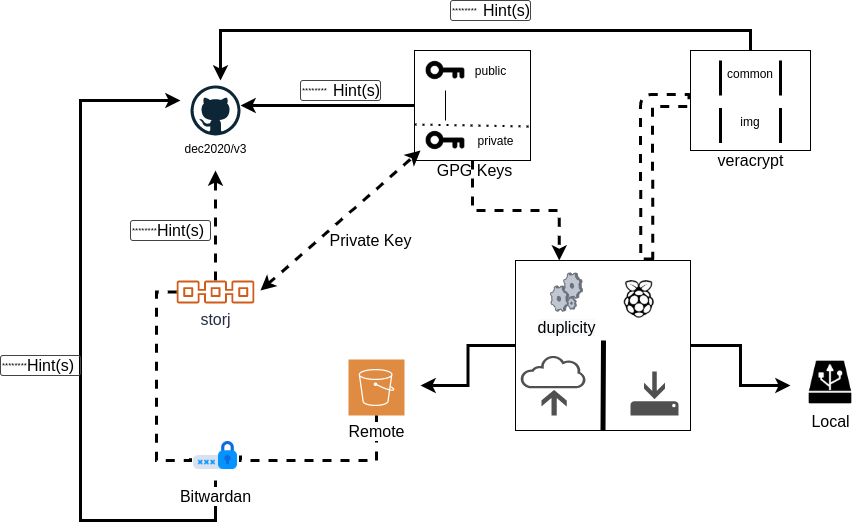 ******** Hint(s)
******** Hint(s)
public
common
img
private
dec2020/v3
GPG Keys
veracrypt
********Hint(s)
Private Key
storj
duplicity
********Hint(s)
Remote
Local
xxx
Bitwardan